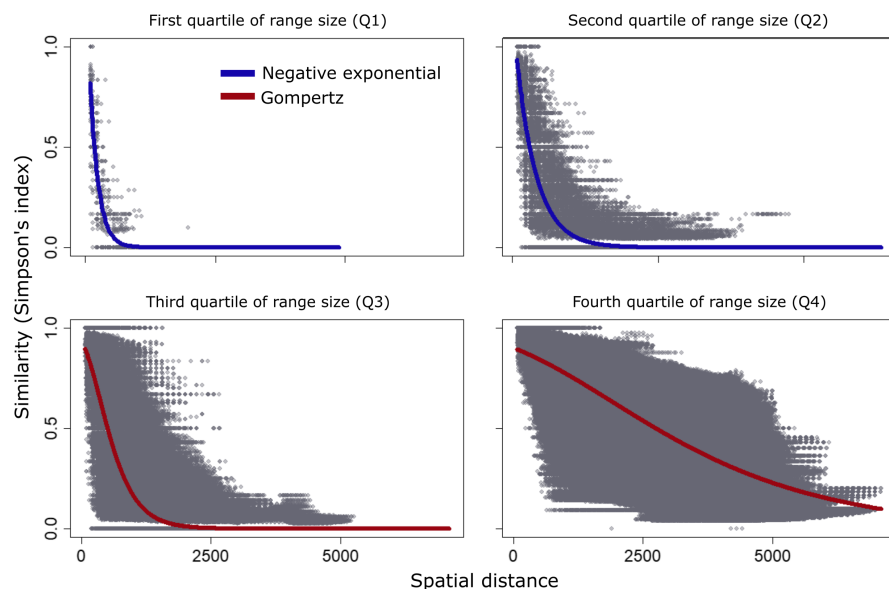 First quartile of range size (Q1)
Second quartile of range size (Q2)
1.0
0.5
0.0
Negative exponential
Gompertz
Similarity (Simpson's index)
Third quartile of range size (Q3)
Fourth quartile of range size (Q4)
1.0
0.5
0.0
0
2500
5000
0
2500
5000
Spatial distance